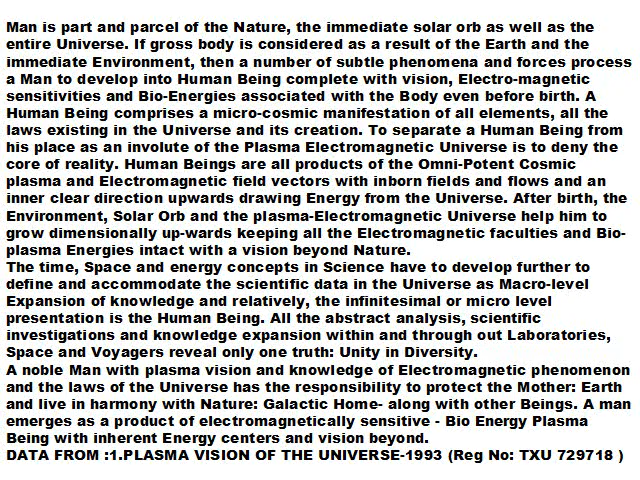 Man is part and parcel of the Nature, the immediate solar orb as well as the
entire Universe. If gross body is considered as a result of the Earth and the
immediate Environment, then a number of subtle phenomena and forces process
a Man to develop into Human Being complete with vision, Electro-magnetic
sensitivities and Bio-Energies associated with the Body even before birth. A
Human Being comprises a micro-cosmic manifestation of all elements, all the
laws existing in the Universe and its creation. To separate a Human Being from
his place as an involute of the Plasma Electromagnetic Universe is to deny the
core of reality. Human Beings are all products of the Omni-Potent Cosmic
plasma and Electromagnetic field vectors with inborn fields and flows and an
inner clear direction upwards drawing Energy from the Universe. After birth, the
Environment, Solar Orb and the plasma-Electromagnetic Universe help him to
grow dimensionally up-wards keeping all the Electromagnetic faculties and Bio-
plasma Energies intact with a vision beyond Nature.
The time, Space and energy concepts in Science have to develop further to
define and accommodate the scientific data in the Universe as Macro-level
Expansion of knowledge and relatively, the infinitesimal or micro level
presentation is the Human Being. All the abstract analysis, scientific
investigations and knowledge expansion within and through out Laboratories,
Space and Voyagers reveal only one truth: Unity in Diversity.
A noble Man with plasma vision and knowledge of Electromagnetic phenomenon
and the laws of the Universe has the responsibility to protect the Mother: Earth
and live in harmony with Nature: Galactic Home- along with other Beings. A man
emerges as a product of electromagnetically sensitive - Bio Energy Plasma
Being with inherent Energy centers and vision beyond.
DATA FROM :1.PLASMA VISION OF THE UNIVERSE-1993 (Reg No: TXU 729718 )